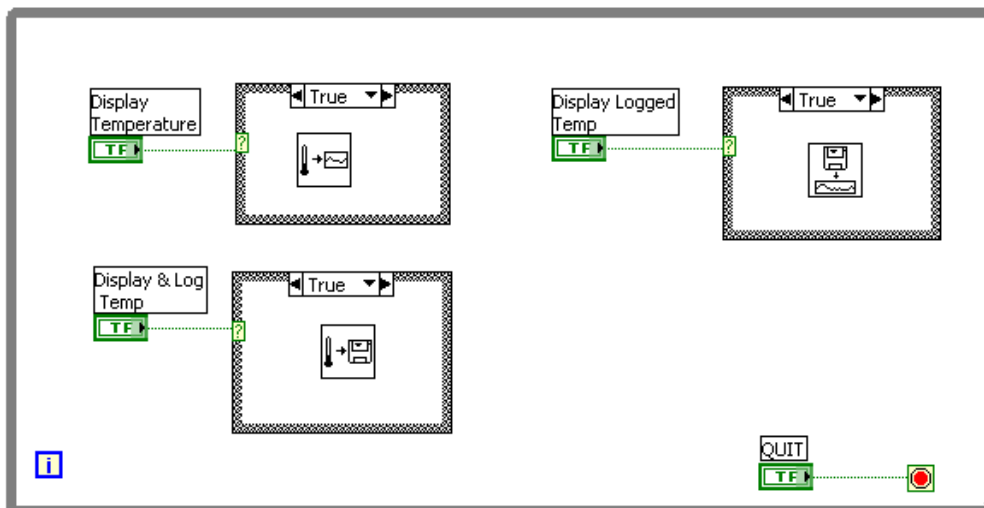 Display
Temperature
TF
?
True
Display Logged
Temp
TF
?
True
Display & Log
Temp
TF
?
True
i
QUIT
TF